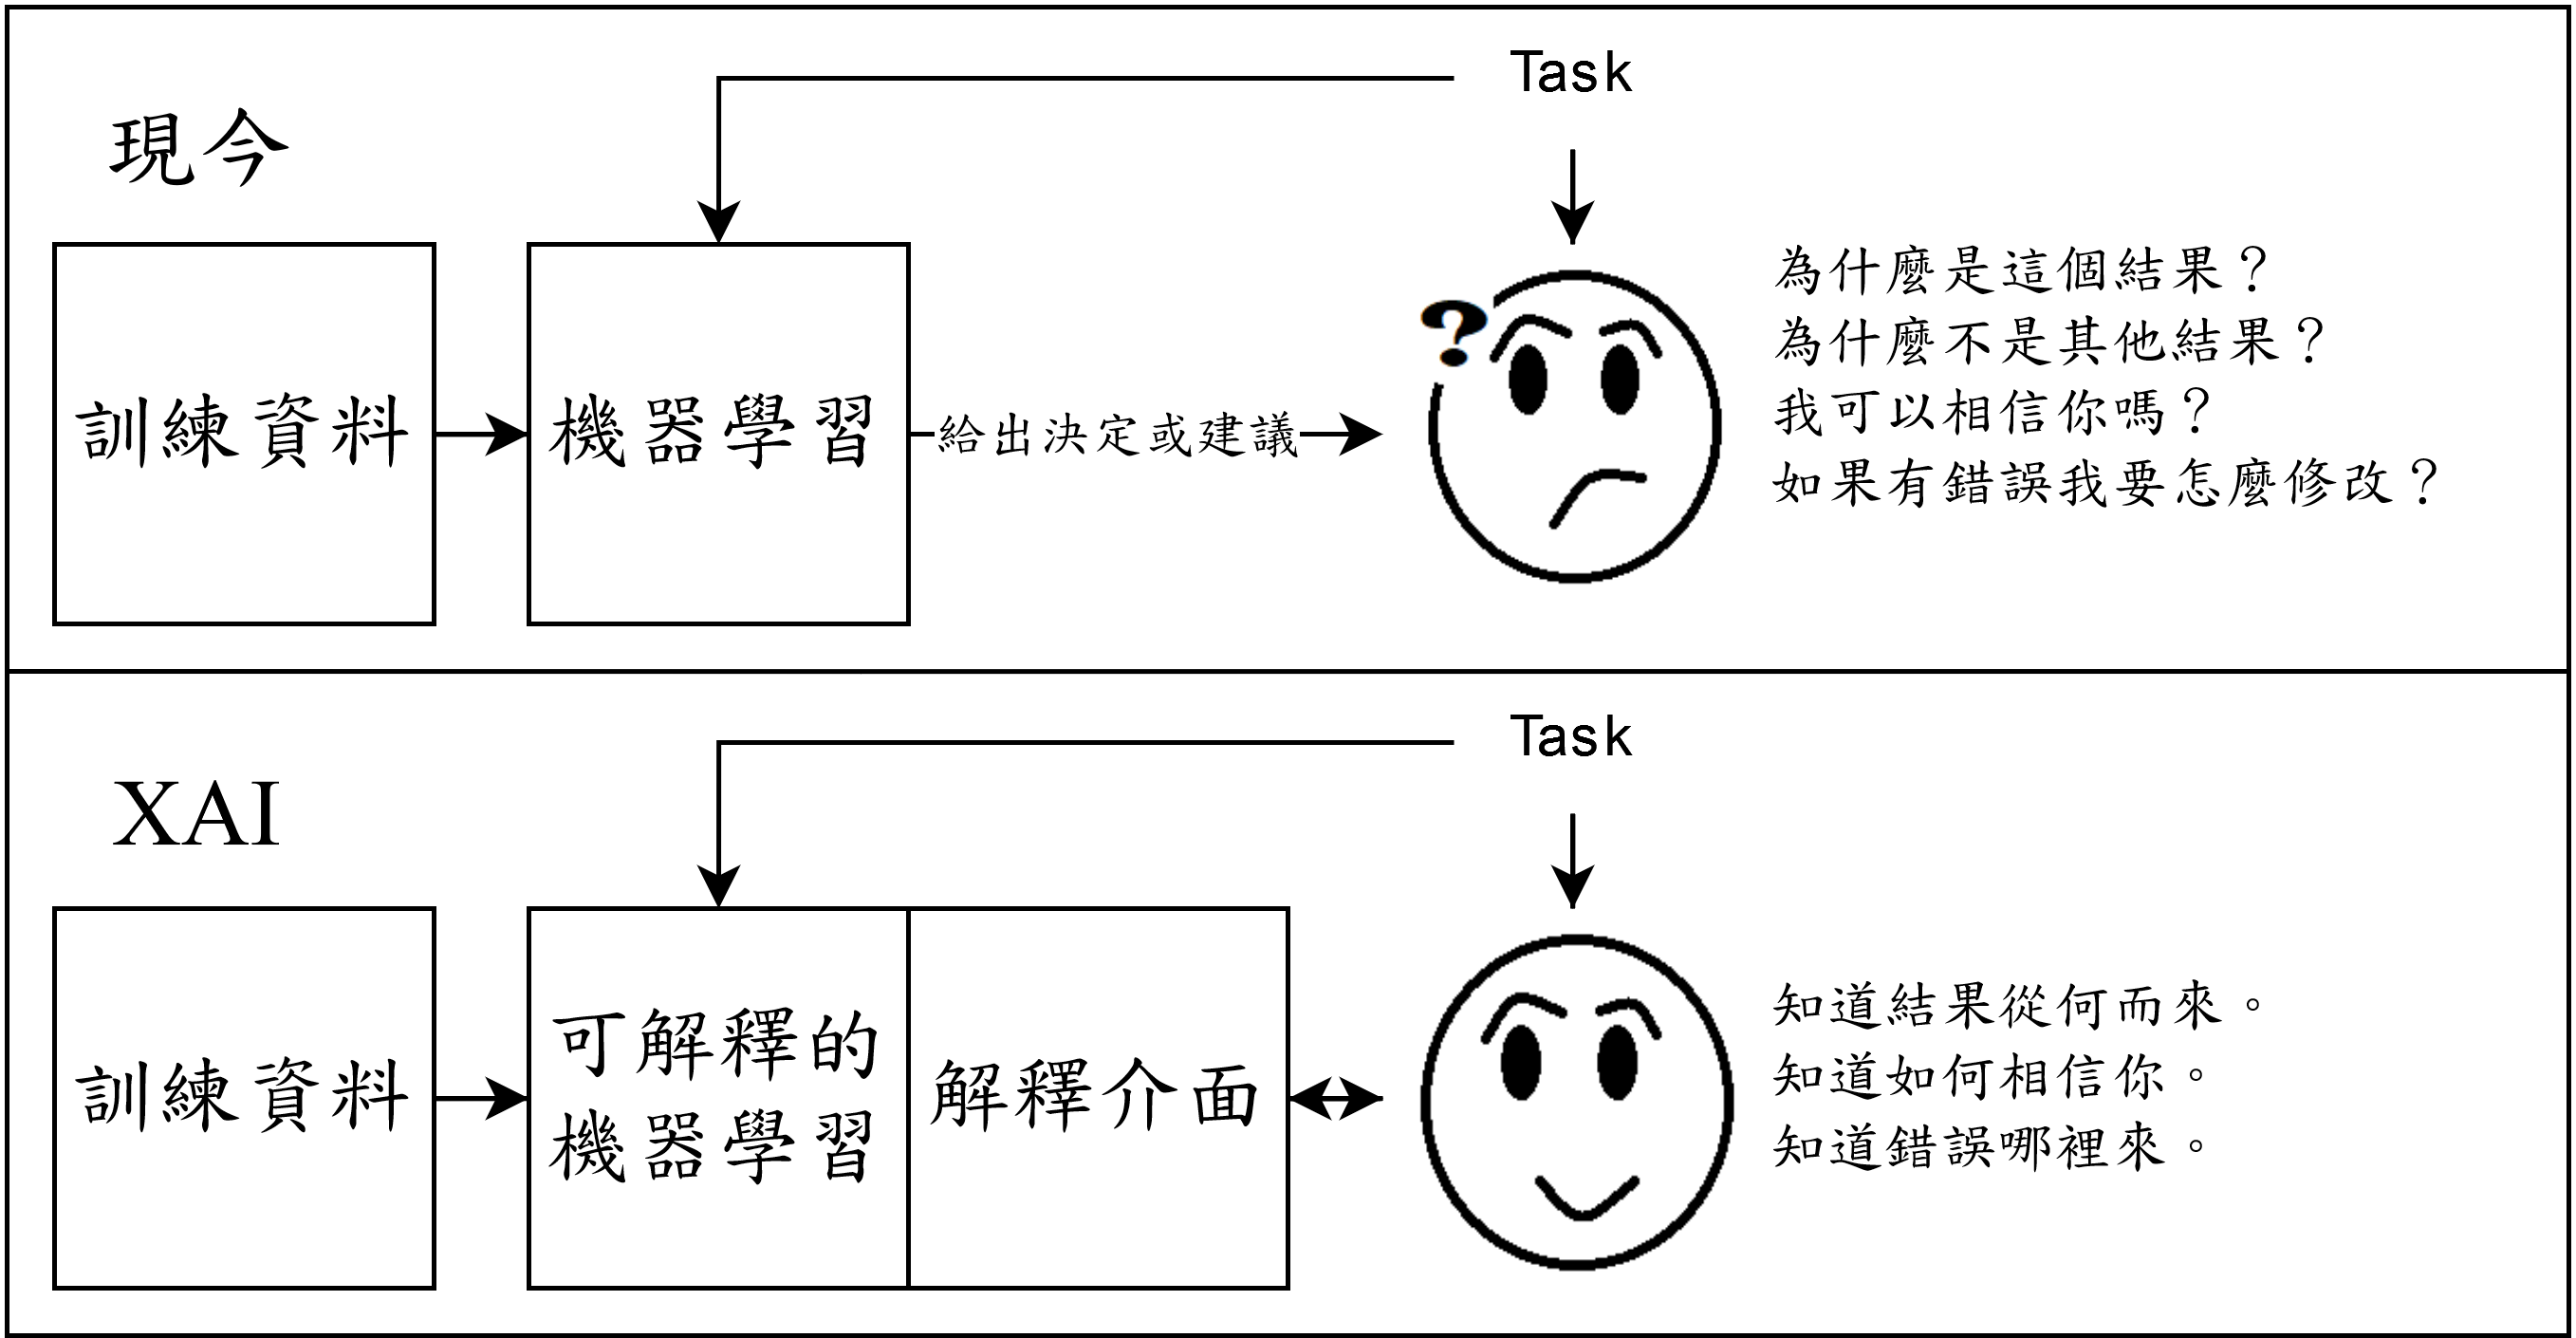 Task
現今
訓練資料
機器學習
給出決定或建議
?
為什麼是這個結果？
為什麼不是其他結果？
我可以相信你嗎？
如果有錯誤我要怎麼修改？
Task
XAI
訓練資料
可解釋的
機器學習
解釋介面
知道結果從何而來。
知道如何相信你。
知道錯誤哪裡來。